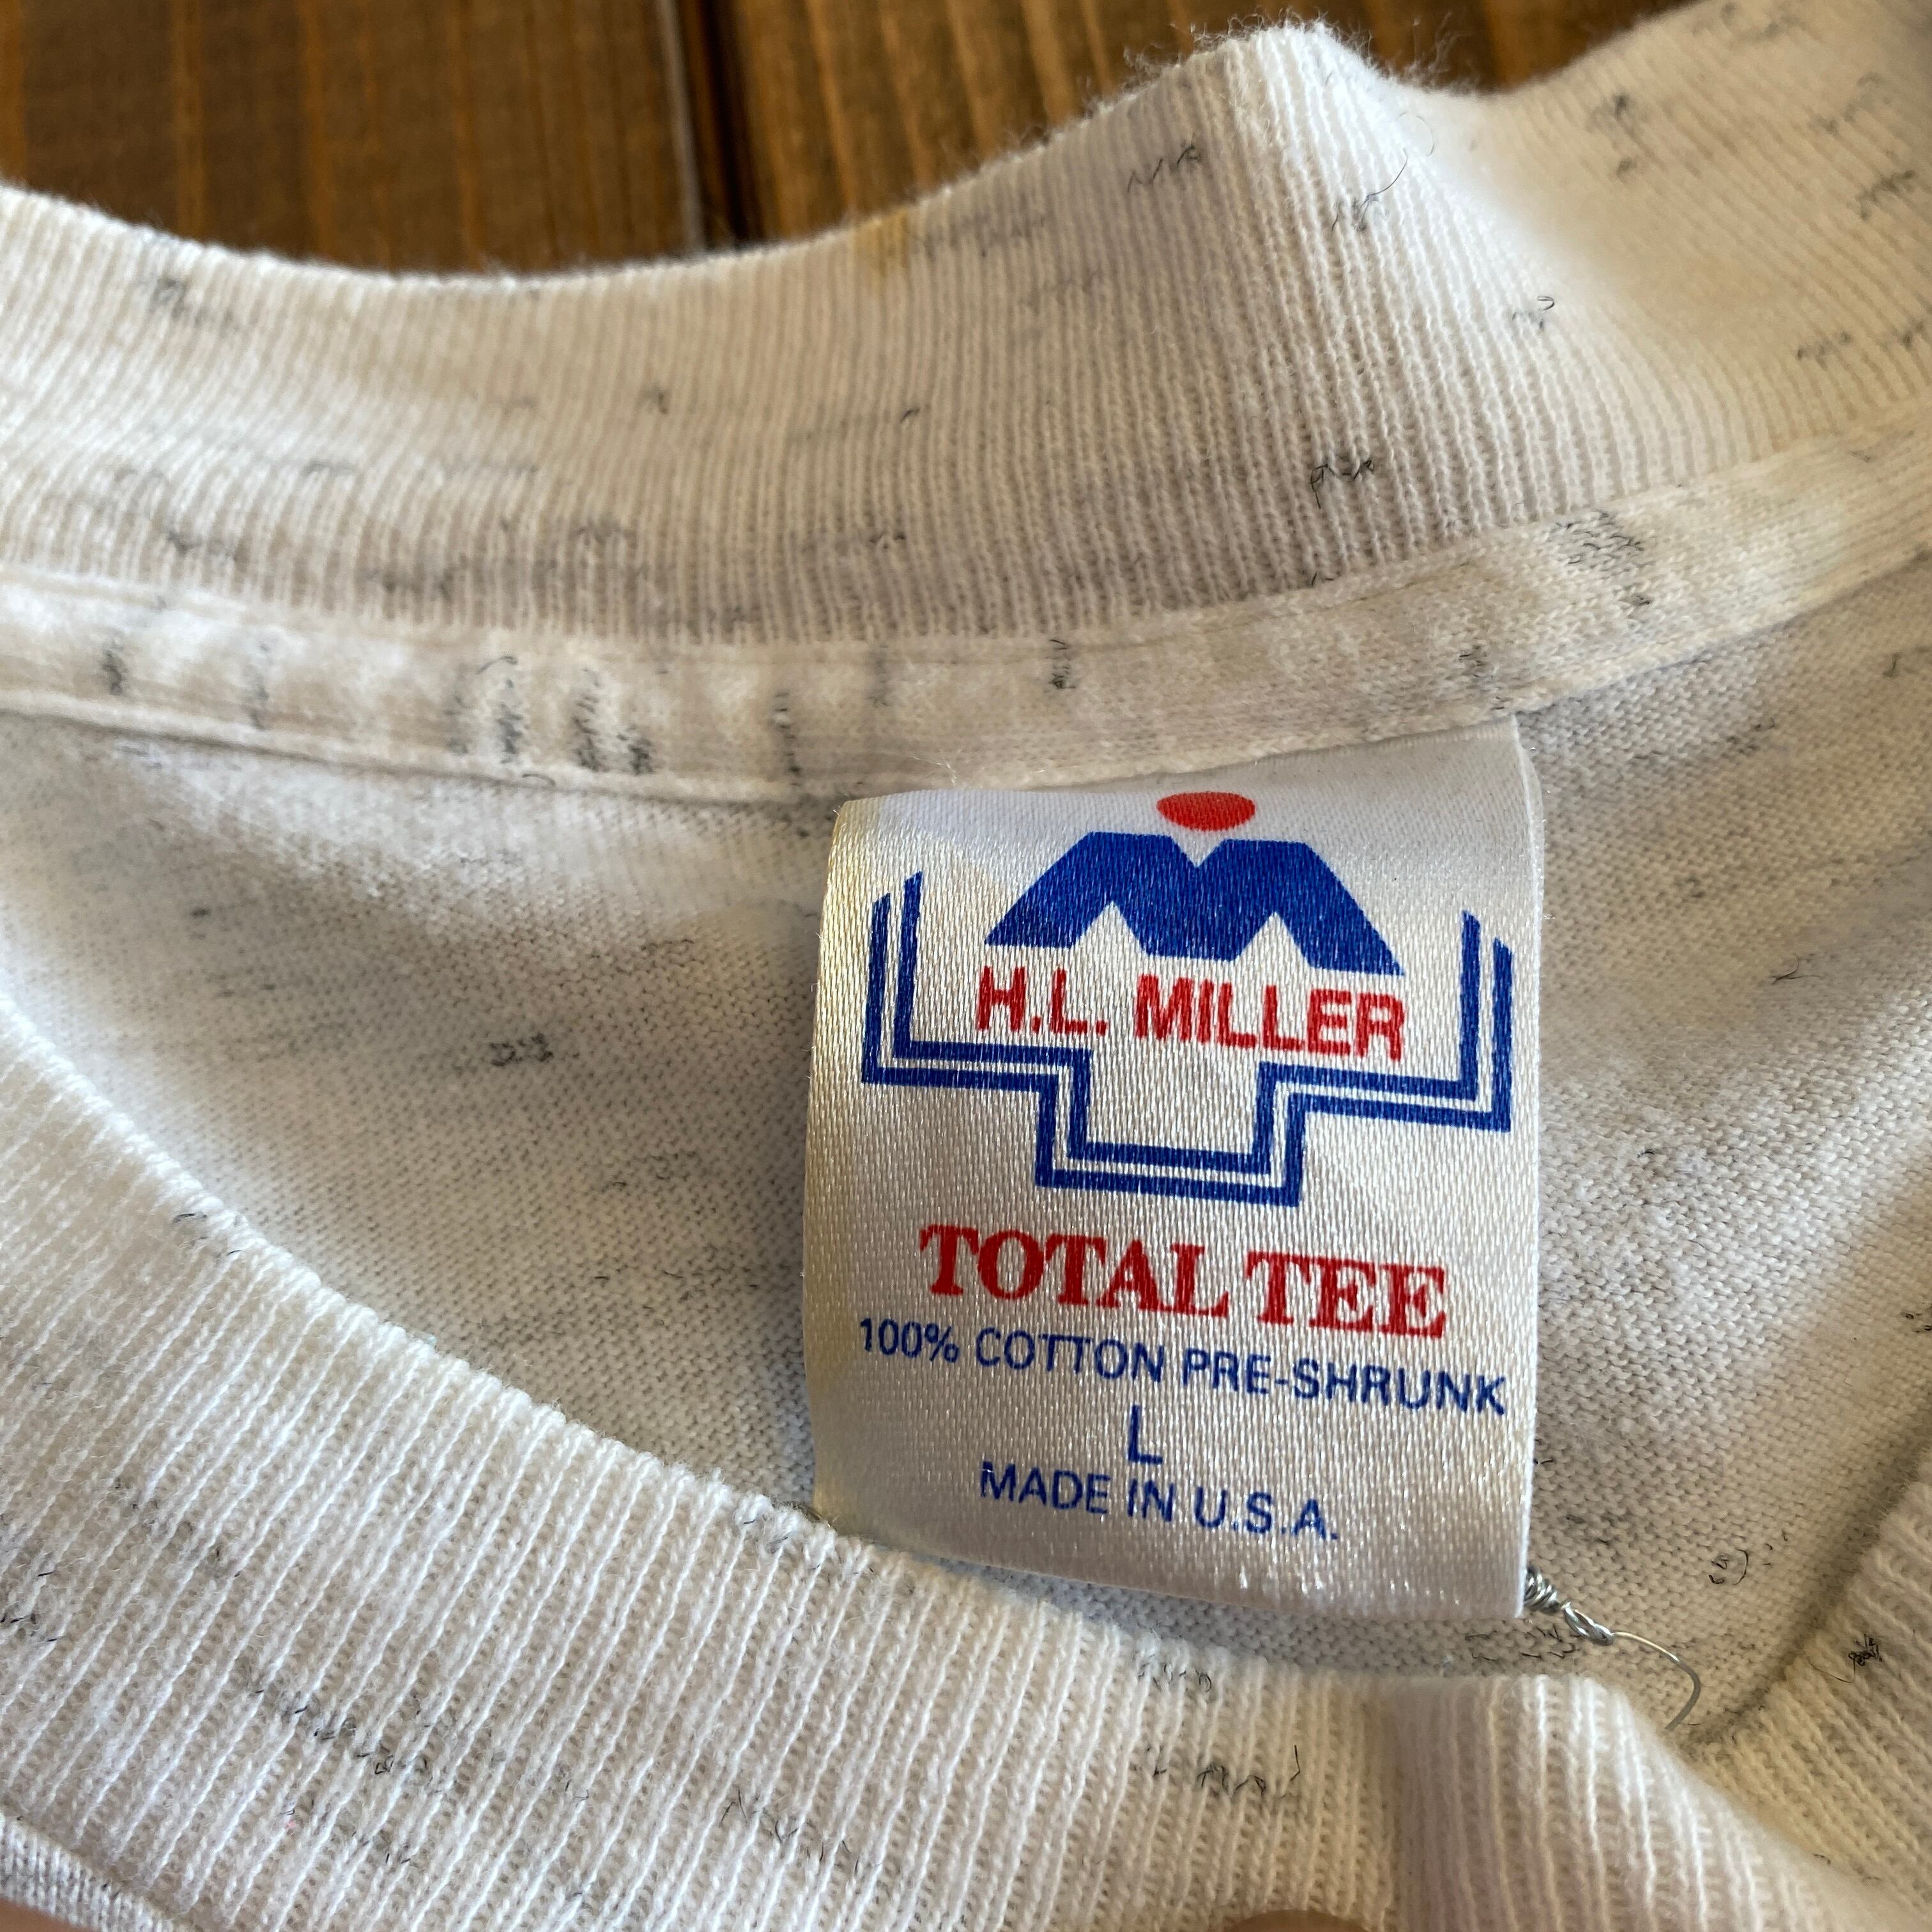 H.L. MILLER
TOTAL TEE
100% COTTON PRE-SHRUNK
L
MADE IN U.S.A.